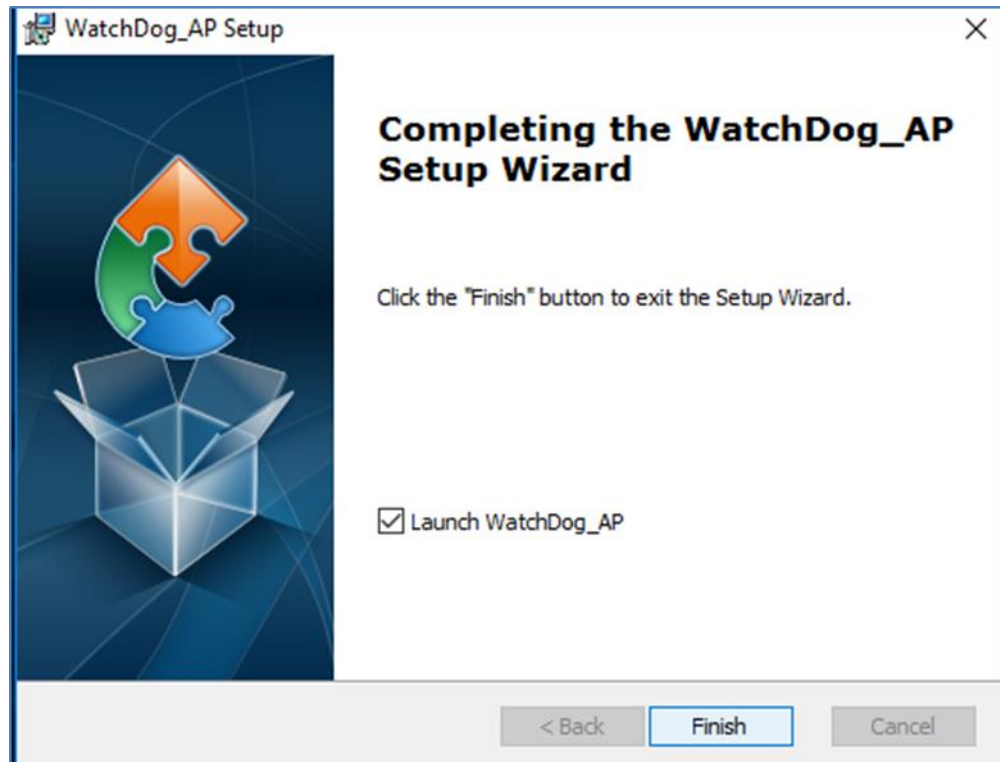 WatchDog_AP Setup
Completing the WatchDog_AP
Setup Wizard
Click the "Finish" button to exit the Setup Wizard.
Launch WatchDog_AP
< Back Finish Cancel